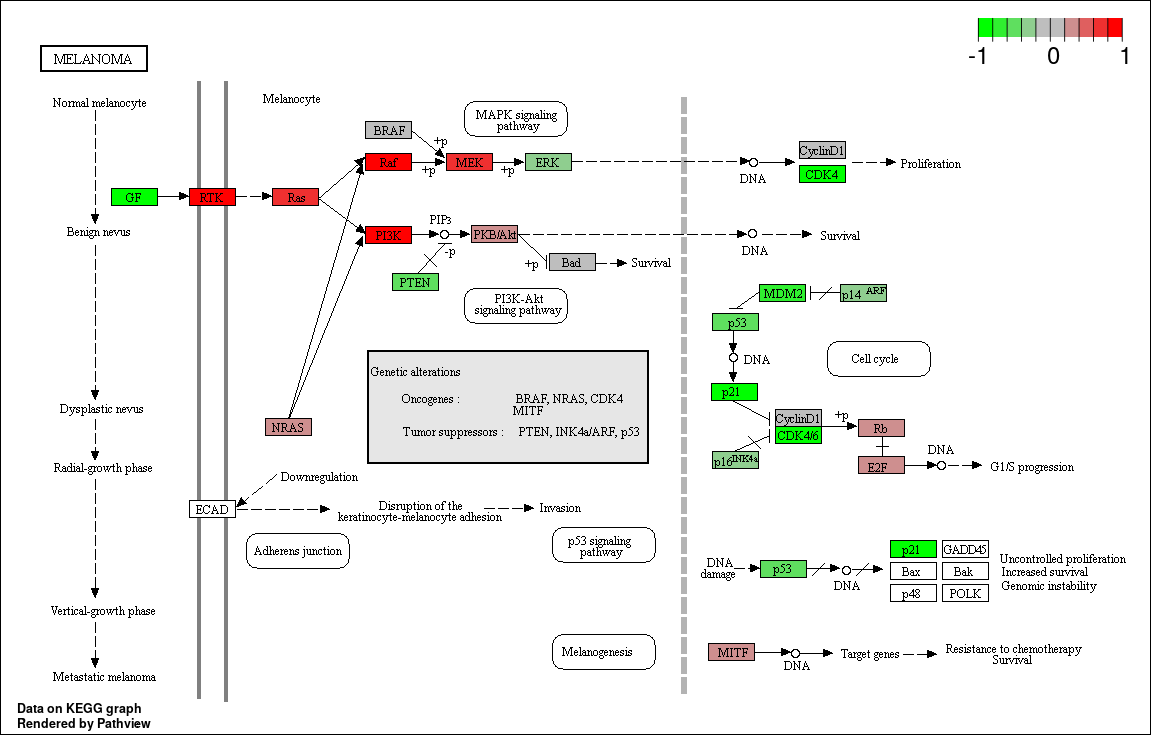 -1 0 1
MELANOMA
Normal melanocyte
Melanocyte
MAPK signaling
pathway
BRAF
+p
Raf
+p
MEK
+p
ERK
DNA
CyclinD1
CDK4
Proliferation
GF
RTK
Ras
Benign nevus
PI3K
PIP3
-p
PKB/Akt
PTEN
+p
Bad
Survival
DNA
Survival
PI3K-Akt
signaling pathway
MDM2
p14 ARF
p53
DNA
Cell cycle
p21
CyclinD1
CDK4/6
+p
Rb
p16 INK4a
E2F
DNA
G1/S progression
Genetic alterations
Oncogenes : BRAF, NRAS, CDK4
MITF
Tumor suppressors : PTEN, INK4a/ARF, p53
NRAS
Dysplastic nevus
Radial-growth phase
Downregulation
ECAD
Disruption of the
keratinocyte-melanocyte adhesion
Invasion
Adherens junction
p53 signaling
pathway
DNA
damage
p53
DNA
p21
GADD45
Bax
Bak
p48
POLK
Uncontrolled proliferation
Increased survival
Genomic instability
Vertical-growth phase
Melanogenesis
MITF
DNA
Target genes
Resistance to chemotherapy
Survival
Metastatic melanoma
Data on KEGG graph
Rendered by Pathview